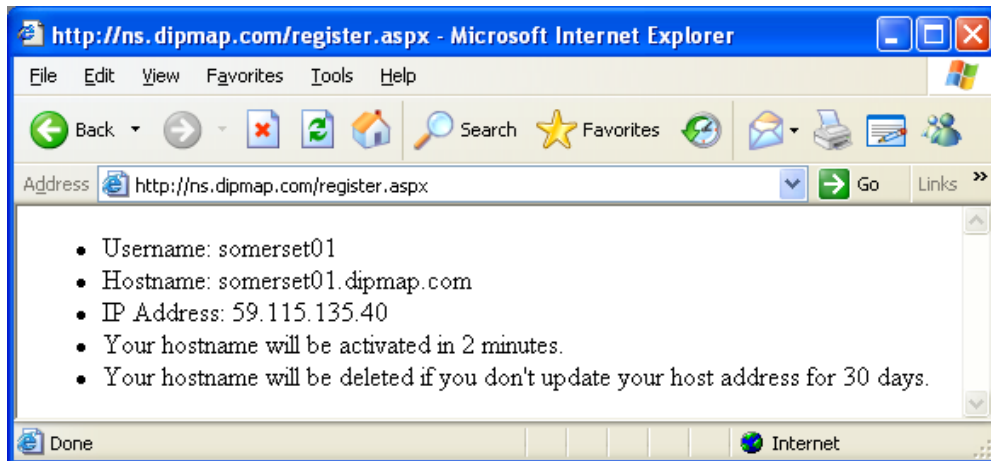 http://ns.dipmap.com/register.aspx - Microsoft Internet Explorer
File Edit View Favorites Tools Help
Back Search Favorites
Address http://ns.dipmap.com/register.aspx Go Links »
• Username: somerset01
• Hostname: somerset01.dipmap.com
• IP Address: 59.115.135.40
• Your hostname will be activated in 2 minutes.
• Your hostname will be deleted if you don't update your host address for 30 days.
Done Internet